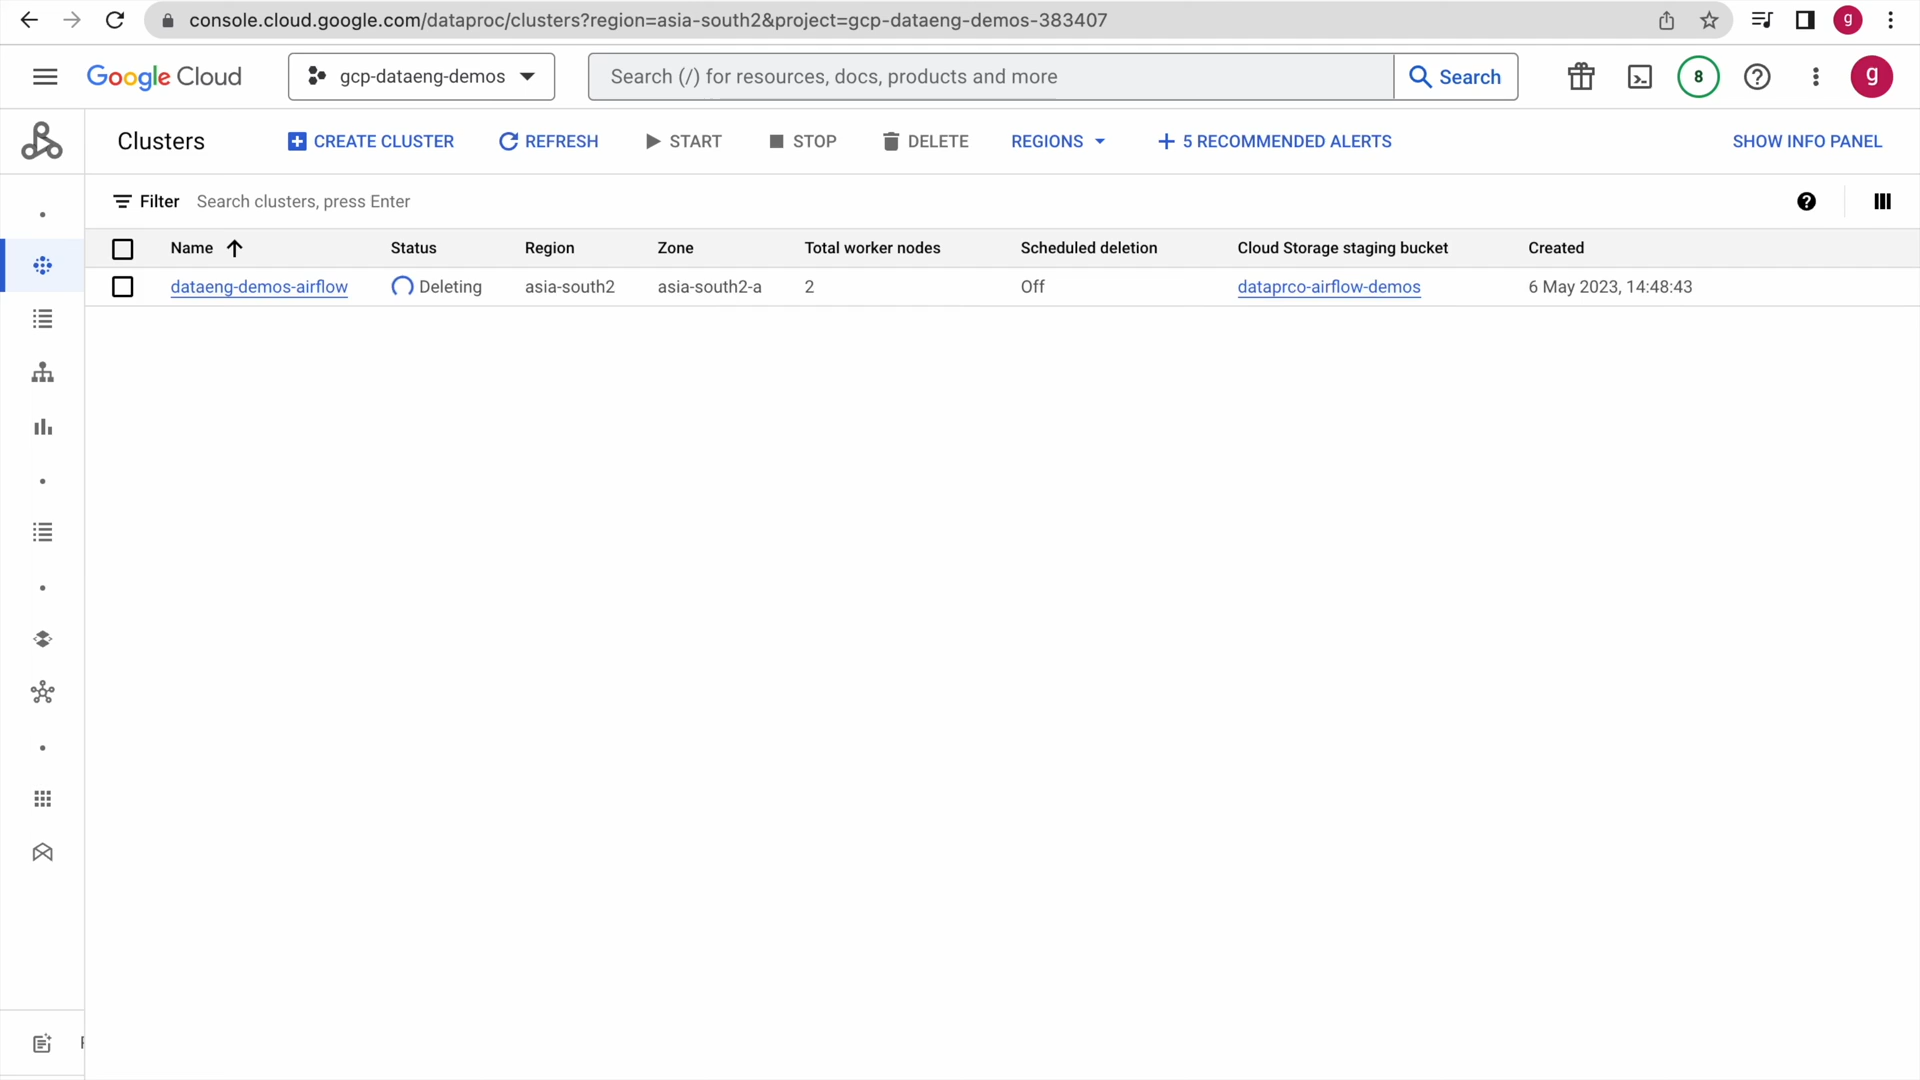 console.cloud.google.com/dataproc/clusters?region=asia-south2&project=gcp-dataeng-demos-383407
g
Google Cloud
gcp-dataeng-demos
Search (/) for resources, docs, products and more
Search
8
g
Clusters
CREATE CLUSTER
REFRESH
START
STOP
DELETE
REGIONS
5 RECOMMENDED ALERTS
SHOW INFO PANEL
Filter Search clusters, press Enter
Name Status Region Zone Total worker nodes Scheduled deletion Cloud Storage staging bucket Created
dataeng-demos-airflow Deleting asia-south2 asia-south2-a 2 Off dataprco-airflow-demos 6 May 2023, 14:48:43